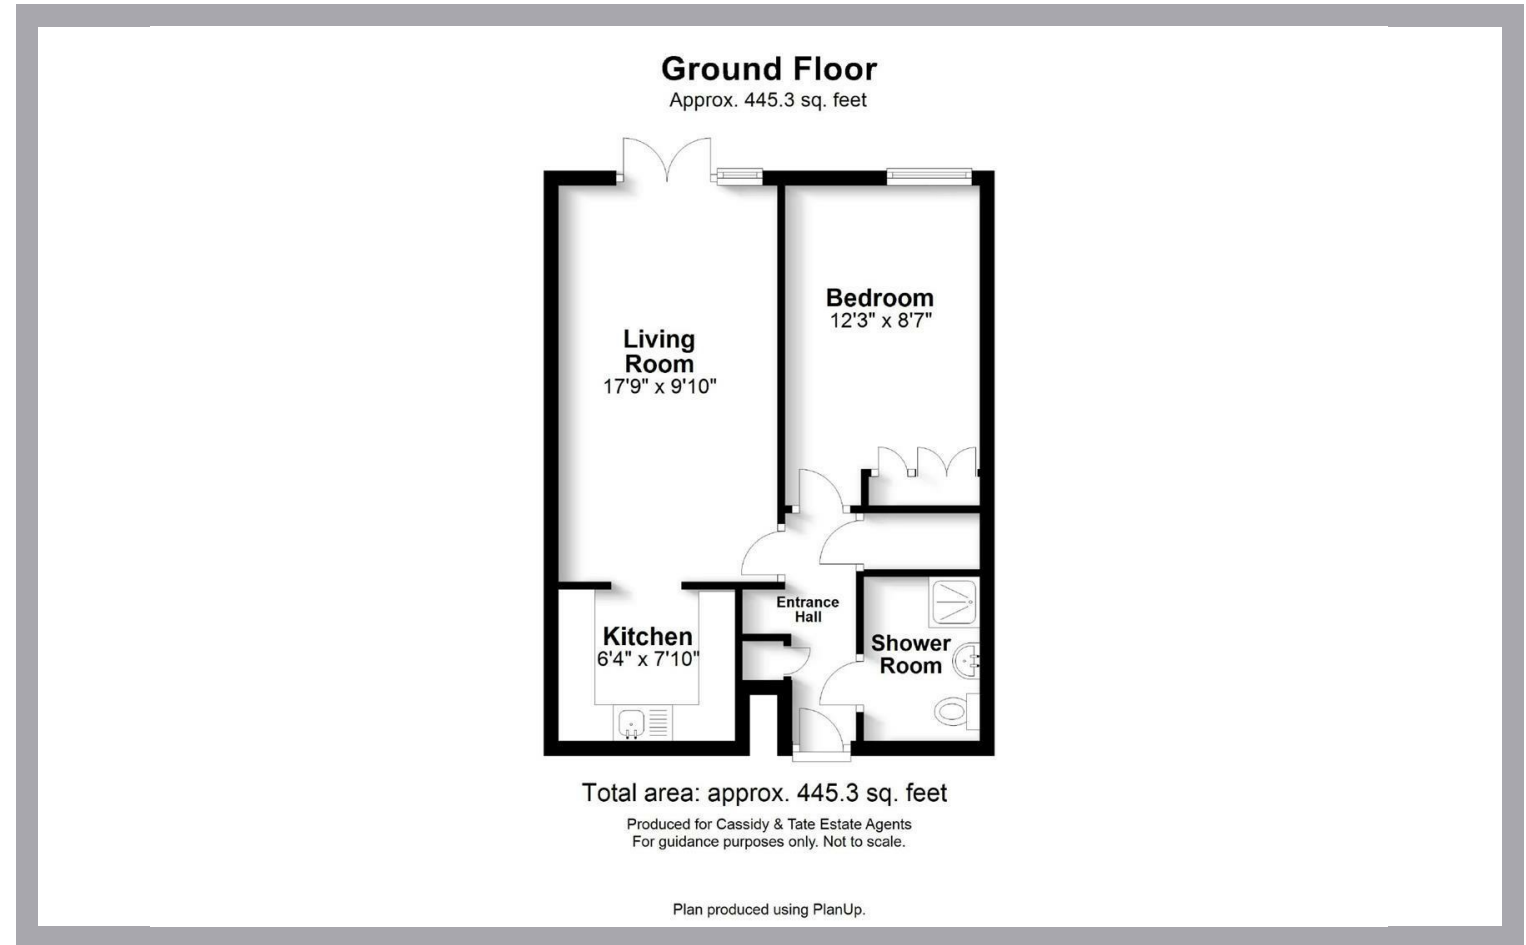 Ground Floor
Approx. 445.3 sq. feet
Bedroom
12'3" x 8'7"
Living
Room
17'9" x 9'10"
Entrance
Hall
Kitchen
6'4" x 7'10"
Shower
Room
Total area: approx. 445.3 sq. feet
Produced for Cassidy & Tate Estate Agents
For guidance purposes only. Not to scale.
Plan produced using PlanUp.